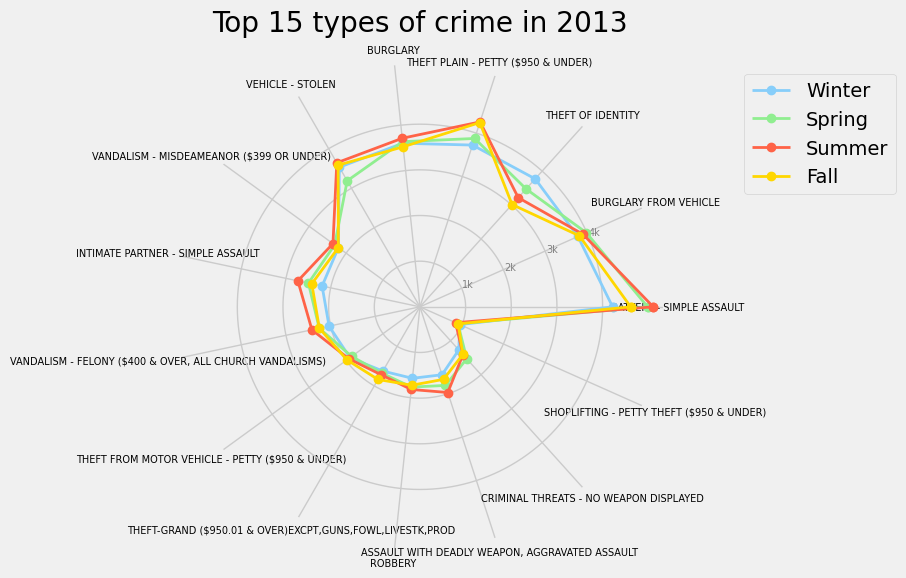 Top 15 types of crime in 2013
BURGLARY
THEFT PLAIN - PETTY ($950 & UNDER)
VEHICLE - STOLEN
Winter
Spring
Summer
Fall
THEFT OF IDENTITY
VANDALISM - MISDEAMEANOR ($399 OR UNDER)
BURGLARY FROM VEHICLE
4k
3k
2k
1k
INTIMATE PARTNER - SIMPLE ASSAULT
SIMPLE ASSAULT
VANDALISM - FELONY ($400 & OVER, ALL CHURCH VANDALISMS)
SHOPLIFTING - PETTY THEFT ($950 & UNDER)
THEFT FROM MOTOR VEHICLE - PETTY ($950 & UNDER)
CRIMINAL THREATS - NO WEAPON DISPLAYED
THEFT-GRAND ($950.01 & OVER)EXCPT,GUNS,FOWL,LIVESTK,PROD
ASSAULT WITH DEADLY WEAPON, AGGRAVATED ASSAULT
ROBBERY